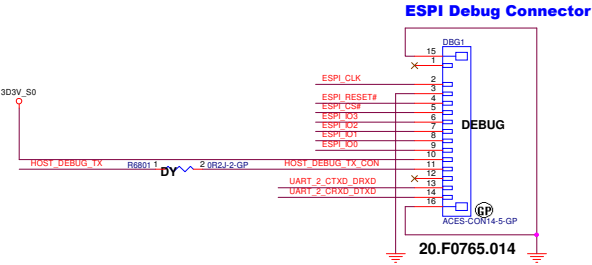 ESPI Debug Connector
DBG1
15
1
ESPI_CLK 2
3
3D3V_S0
ESPI_RESET# 4
ESPI_CS# 5
ESPI_IO3 6
ESPI_IO2 7
DEBUG
ESPI_IO1 8
ESPI_IO0 9
10
HOST_DEBUG_TX R6801 1 DY 2 0R2J-2-GP HOST_DEBUG_TX_CON 11
12
UART_2_CTXD_DRXD 13
UART_2_CRXD_DTXD 14
16
GP
ACES-CON14-5-GP
20.F0765.014